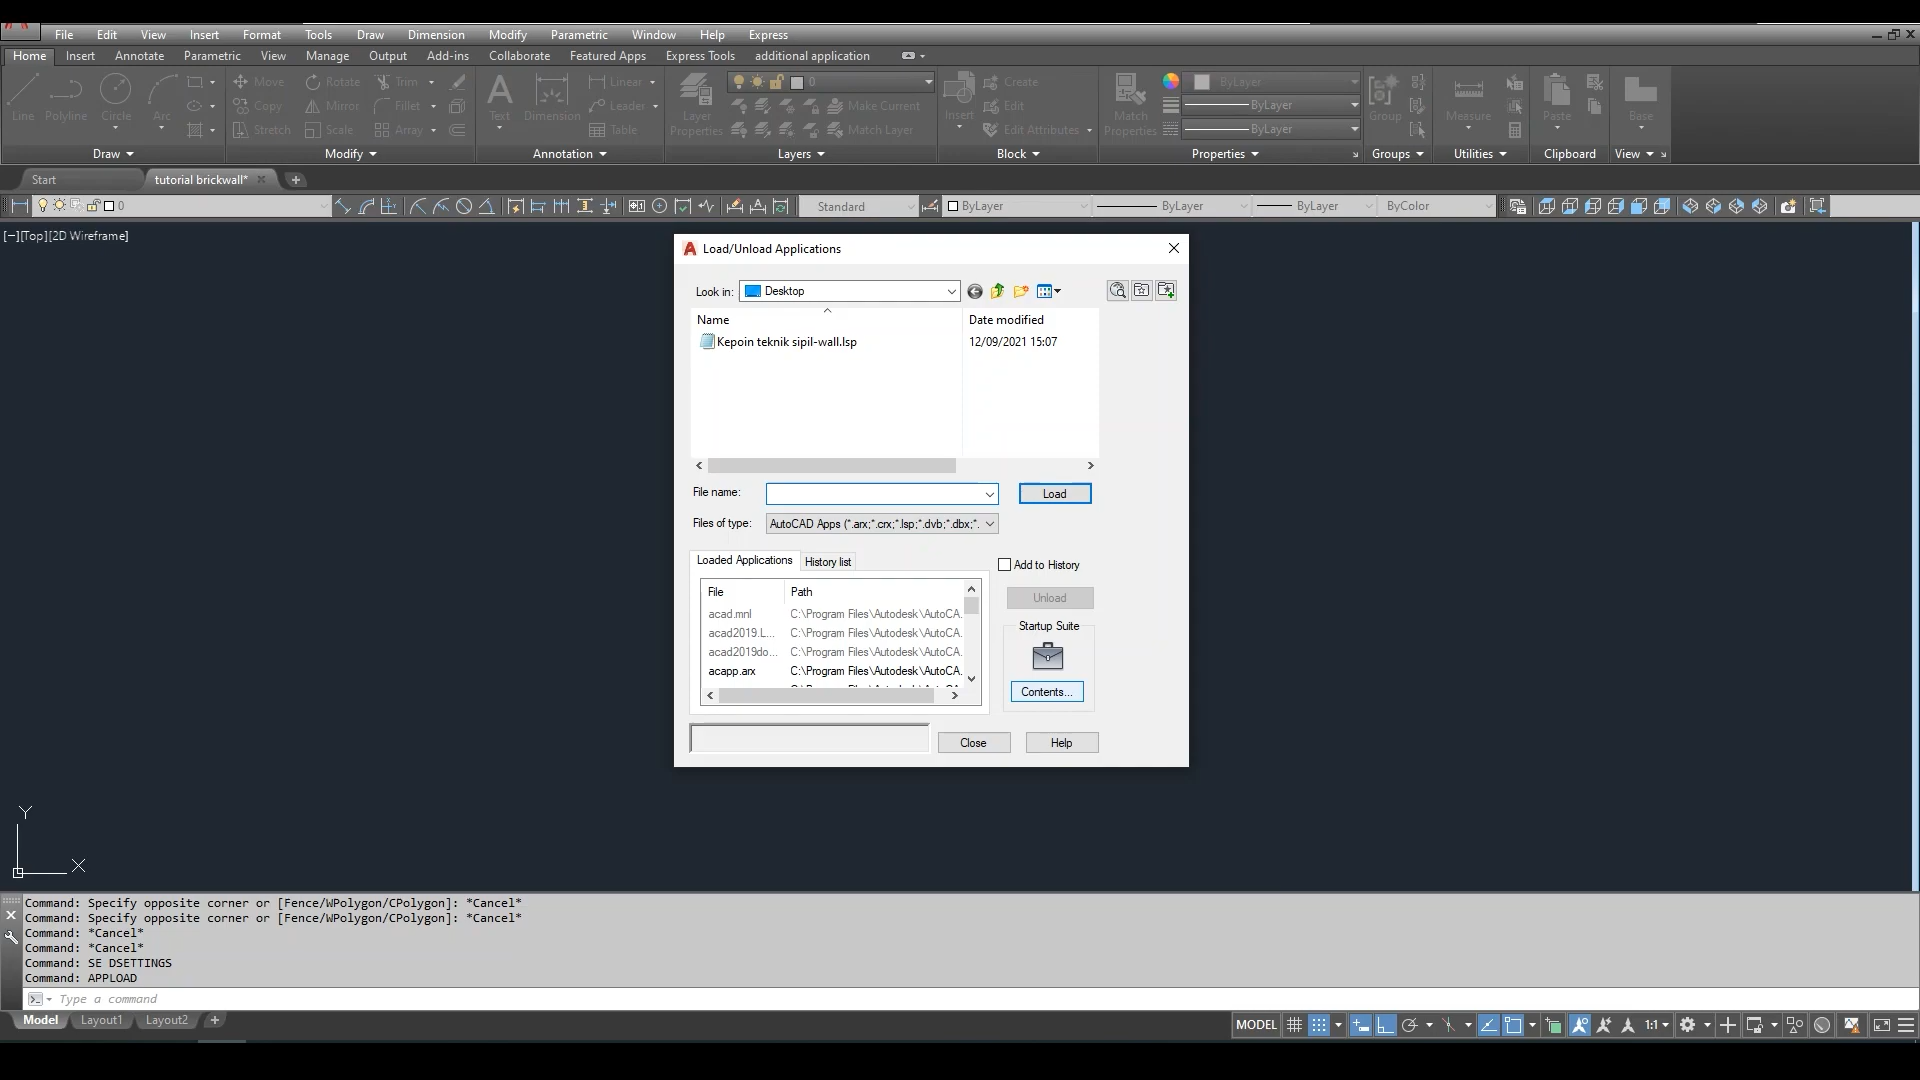 File Edit View Insert Format Tools Draw Dimension Modify Parametric Window Help Express
Home Insert Annotate Parametric View Manage Output Add-ins Collaborate Featured Apps Express Tools additional application
Move Rotate Trim Linear 0 Create ByLayer
Copy Mirror Fillet Leader Make Current Edit ByLayer
Line Polyline Circle Arc Text Dimension Layer Properties Insert Match Properties Group Measure Paste Base
Stretch Scale Array Table Match Layer Edit Attributes ByLayer
Draw Modify Annotation Layers Block Properties Groups Utilities Clipboard View
Start tutorial brickwall*
0 Standard ByLayer ByLayer ByLayer ByColor
[−][Top][2D Wireframe]
Load/Unload Applications
Look in: Desktop
Name Date modified
Kepoin teknik sipil-wall.lsp 12/09/2021 15:07
File name: Load
Files of type: AutoCAD Apps (*.arx;*.crx;*.lsp;*.dvb;*.dbx;*.
Loaded Applications History list Add to History
File Path
Unload
acad.mnl C:\Program Files\Autodesk\AutoCA.
Startup Suite
acad2019.L... C:\Program Files\Autodesk\AutoCA.
acad2019do... C:\Program Files\Autodesk\AutoCA.
acapp.arx C:\Program Files\Autodesk\AutoCA.
Contents...
Close Help
Y
X
Command: Specify opposite corner or [Fence/WPolygon/CPolygon]: *Cancel*
Command: Specify opposite corner or [Fence/WPolygon/CPolygon]: *Cancel*
Command: *Cancel*
Command: *Cancel*
Command: SE DSETTINGS
Command: APPLOAD
Type a command
Model Layout1 Layout2
MODEL 1:1